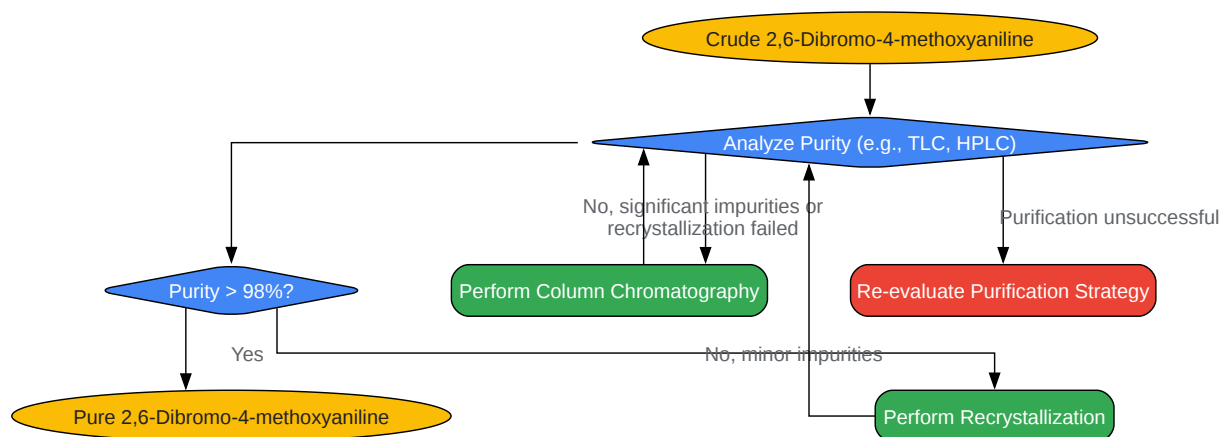 Crude 2,6-Dibromo-4-methoxyaniline
Analyze Purity (e.g., TLC, HPLC)
No, significant impurities or
recrystallization failed
Purification unsuccessful
Purity > 98%?
Perform Column Chromatography
Re-evaluate Purification Strategy
Yes
No, minor impurities
Pure 2,6-Dibromo-4-methoxyaniline
Perform Recrystallization